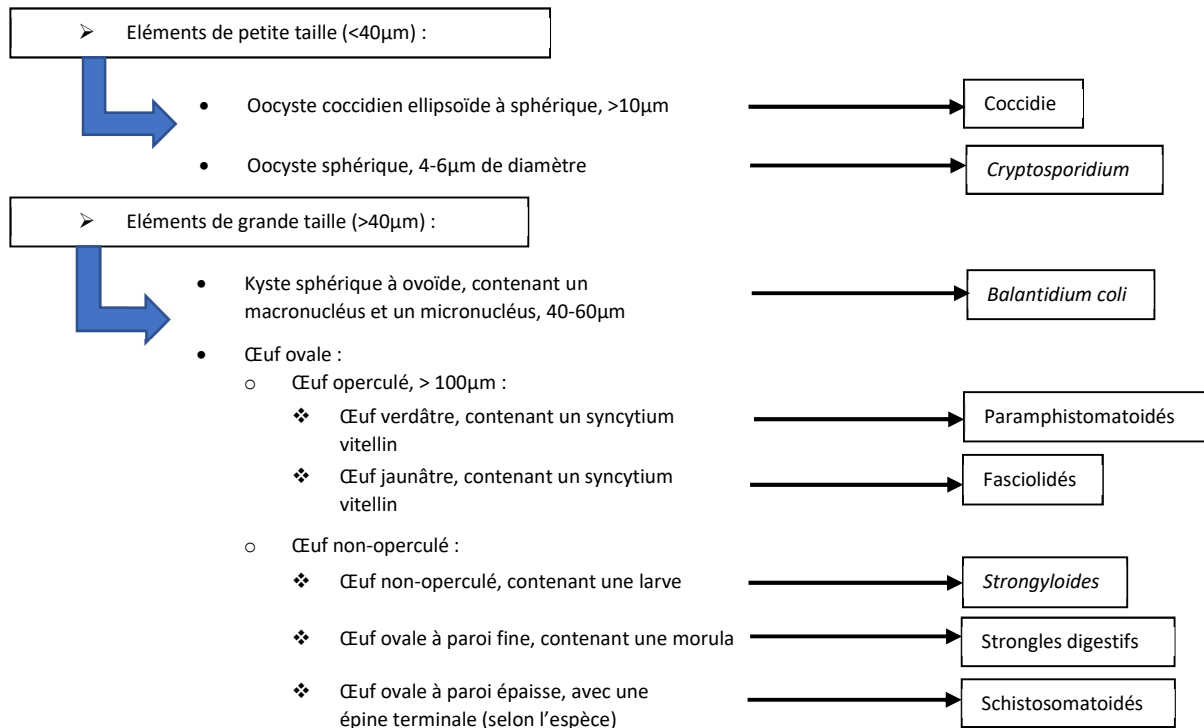 ➢ Eléments de petite taille (<40µm) :
• Oocyste coccidien ellipsoïde à sphérique, >10µm
Coccidie
• Oocyste sphérique, 4-6µm de diamètre
Cryptosporidium
➢ Eléments de grande taille (>40µm) :
• Kyste sphérique à ovoïde, contenant un
macronucléus et un micronucléus, 40-60µm
Balantidium coli
• Œuf ovale :
o Œuf operculé, > 100µm :
❖ Œuf verdâtre, contenant un syncytium
vitellin
Paramphistomatoidés
❖ Œuf jaunâtre, contenant un syncytium
vitellin
Fasciolidés
o Œuf non-operculé :
❖ Œuf non-operculé, contenant une larve
Strongyloides
❖ Œuf ovale à paroi fine, contenant une morula
Strongles digestifs
❖ Œuf ovale à paroi épaisse, avec une
épine terminale (selon l'espèce)
Schistosomatoidés